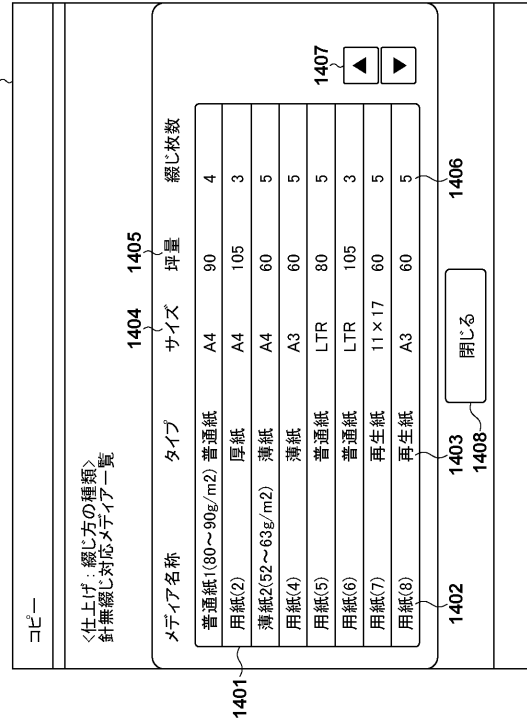 コピー
<仕上げ：綴じ方の種類>
針無綴じ対応メディア一覧
1404 1405
メディア名称 タイプ サイズ 坪量 綴じ枚数
普通紙1(80～90g/m2) 普通紙 A4 90 4
用紙(2) 厚紙 A4 105 3
薄紙2(52～63g/m2) 薄紙 A4 60 5
用紙(4) 薄紙 A3 60 5
用紙(5) 普通紙 LTR 80 5
用紙(6) 普通紙 LTR 105 3
用紙(7) 再生紙 11×17 60 5
用紙(8) 再生紙 A3 60 5
1401
1407
▲
▼
1402 1403 1406
閉じる
1408